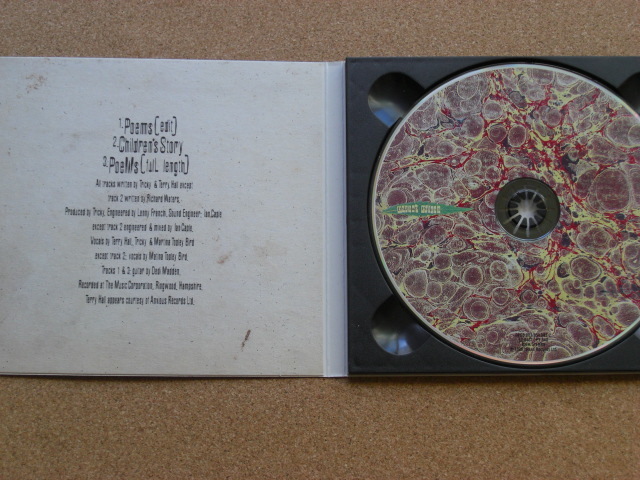 1.Poems (edit)
2.Children's Story
3.PoeMs (fulL length)
All tracks written by Tricky & Terry Hall except
track 2 written by Richard Walters.
Produced by Tricky, Engineered by Lenny Franchi, Sound Engineer: Ian Caple
except track 2 engineered & mixed by Ian Caple.
Vocals by Terry Hall, Tricky & Martina Topley Bird
except track 2: vocals by Martina Topley Bird.
Tracks 1 & 3 guitar by Desi Madden.
Recorded at The Music Corporation, Ringwood, Hampshire.
Terry Hall appears courtesy of Anxious Records Ltd.